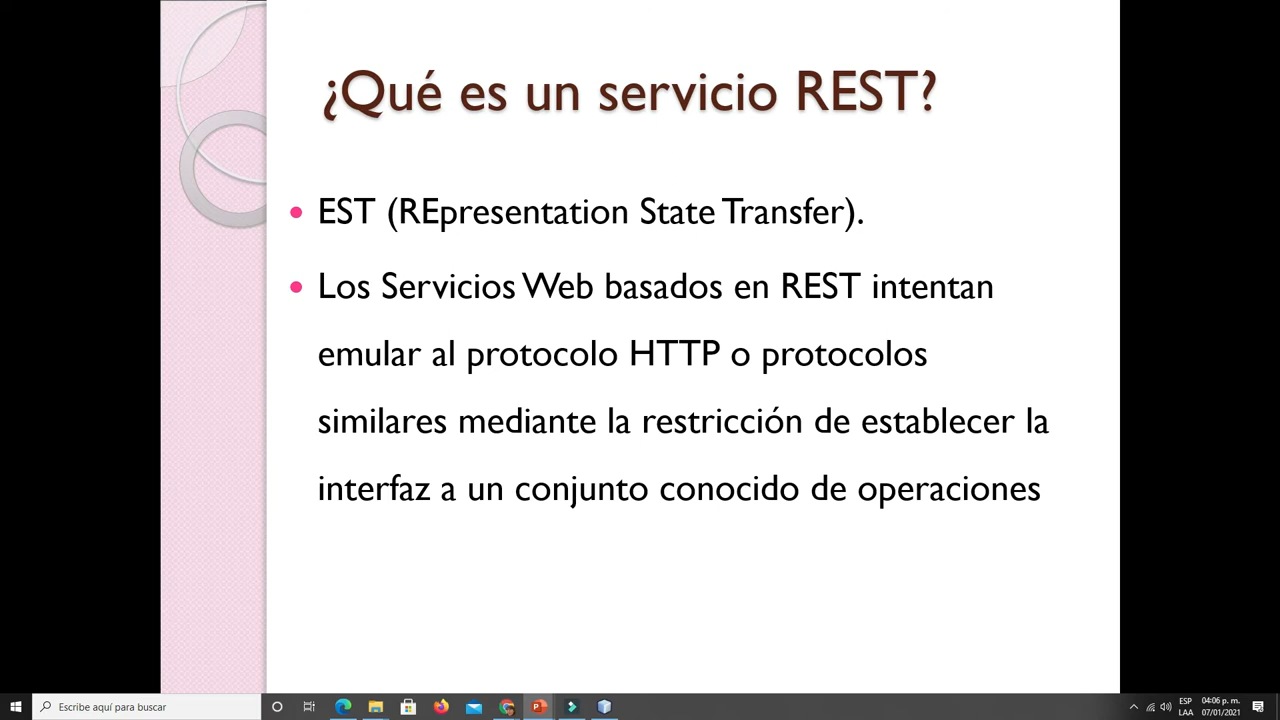 ¿Qué es un servicio REST?
• EST (REpresentation State Transfer).
• Los Servicios Web basados en REST intentan
emular al protocolo HTTP o protocolos
similares mediante la restricción de establecer la
interfaz a un conjunto conocido de operaciones
Escribe aquí para buscar
ESP
LAA
04:06 p. m.
07/01/2021